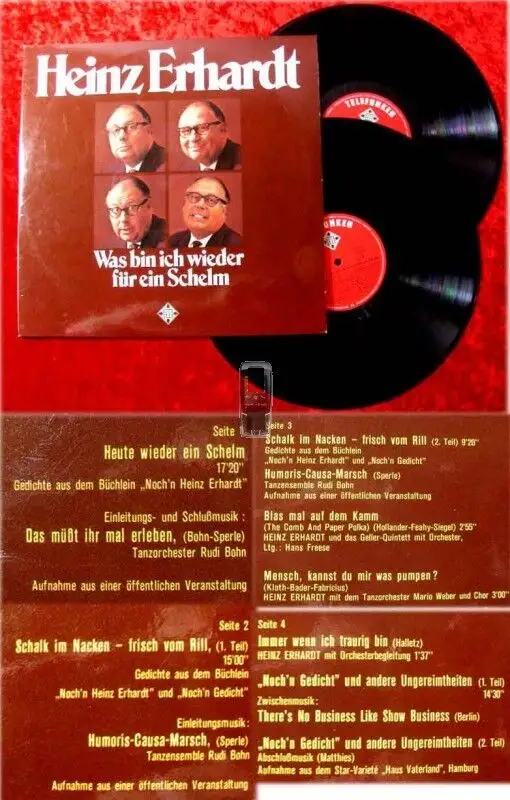 Heinz Erhardt
Was bin ich wieder
für ein Schelm
TELEFUNKEN
Seite 1
Heute wieder ein Schelm
17'20"
Gedichte aus dem Büchlein „Noch'n Heinz Erhardt"
Einleitungs- und Schlußmusik :
Das müßt ihr mal erleben, (Bohn-Sperle)
Tanzorchester Rudi Bohn
Aufnahme aus einer öffentlichen Veranstaltung
Seite 2
Schalk im Nacken – frisch vom Rill, (1. Teil)
15'00"
Gedichte aus dem Büchlein
„Noch'n Heinz Erhardt" und „Noch'n Gedicht"
Einleitungsmusik:
Humoris-Causa-Marsch, (Sperle)
Tanzensemble Rudi Bohn
Aufnahme aus einer öffentlichen Veranstaltung
Seite 3
Schalk im Nacken – frisch vom Rill (2. Teil) 9'20"
Gedichte aus dem Büchlein
„Noch'n Heinz Erhardt" und „Noch'n Gedicht"
Humoris-Causa-Marsch (Sperle)
Tanzensemble Rudi Bohn
Aufnahme aus einer öffentlichen Veranstaltung
Blas mal auf dem Kamm
(The Comb And Paper Polka) (Hollander-Feahy-Siegel) 2'55"
HEINZ ERHARDT und das Geller-Quintett mit Orchester,
Ltg.: Hans Freese
Mensch, kannst du mir was pumpen?
(Kloth-Bader-Fabricius)
HEINZ ERHARDT mit dem Tanzorchester Mario Weber und Chor 3'00"
Seite 4
Immer wenn ich traurig bin (Halletz)
HEINZ ERHARDT mit Orchesterbegleitung 1'37"
„Noch'n Gedicht" und andere Ungereimtheiten (1. Teil)
14'30"
Zwischenmusik:
There's No Business Like Show Business (Berlin)
„Noch'n Gedicht" und andere Ungereimtheiten (2. Teil)
Abschlußmusik (Matthies)
Aufnahme aus dem Star-Varieté „Haus Vaterland", Hamburg